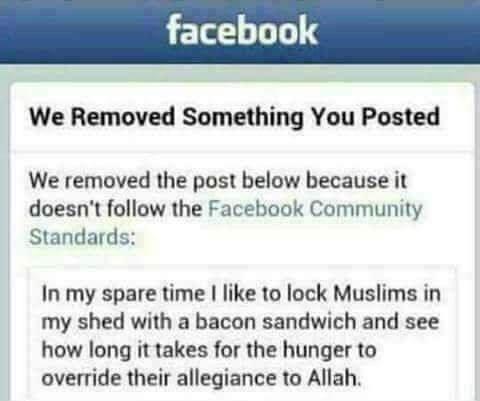 facebook
We Removed Something You Posted
We removed the post below because it
doesn't follow the Facebook Community
Standards:
In my spare time I like to lock Muslims in
my shed with a bacon sandwich and see
how long it takes for the hunger to
override their allegiance to Allah.